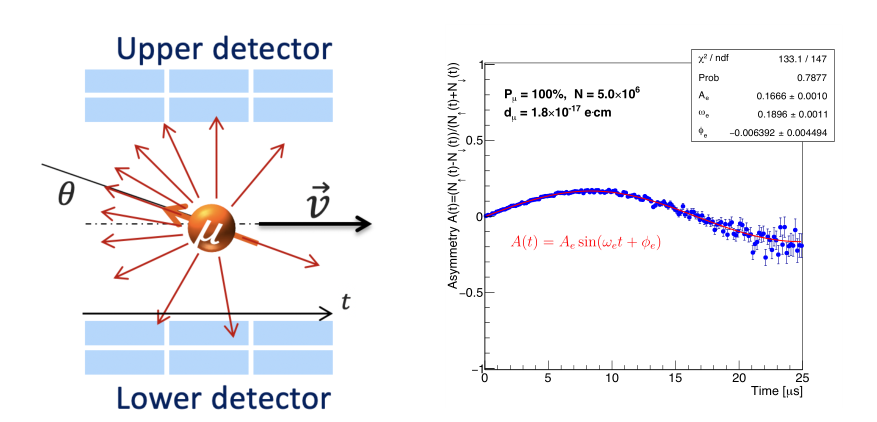 Upper detector
θ
μ
v⃗
t
Lower detector
Asymmetry A(t)=(N↑(t)-N↓(t))/(N↑(t)+N↓(t))
1
0.5
0
−0.5
−1
Pμ = 100%, N = 5.0×10⁶
dμ = 1.8×10⁻¹⁷ e·cm
χ² / ndf 133.1 / 147
Prob 0.7877
Aₑ 0.1666 ± 0.0010
ωₑ 0.1896 ± 0.0011
ϕₑ −0.006392 ± 0.004494
A(t) = Aₑ sin(ωₑt + ϕₑ)
0 5 10 15 20 25
Time [μs]